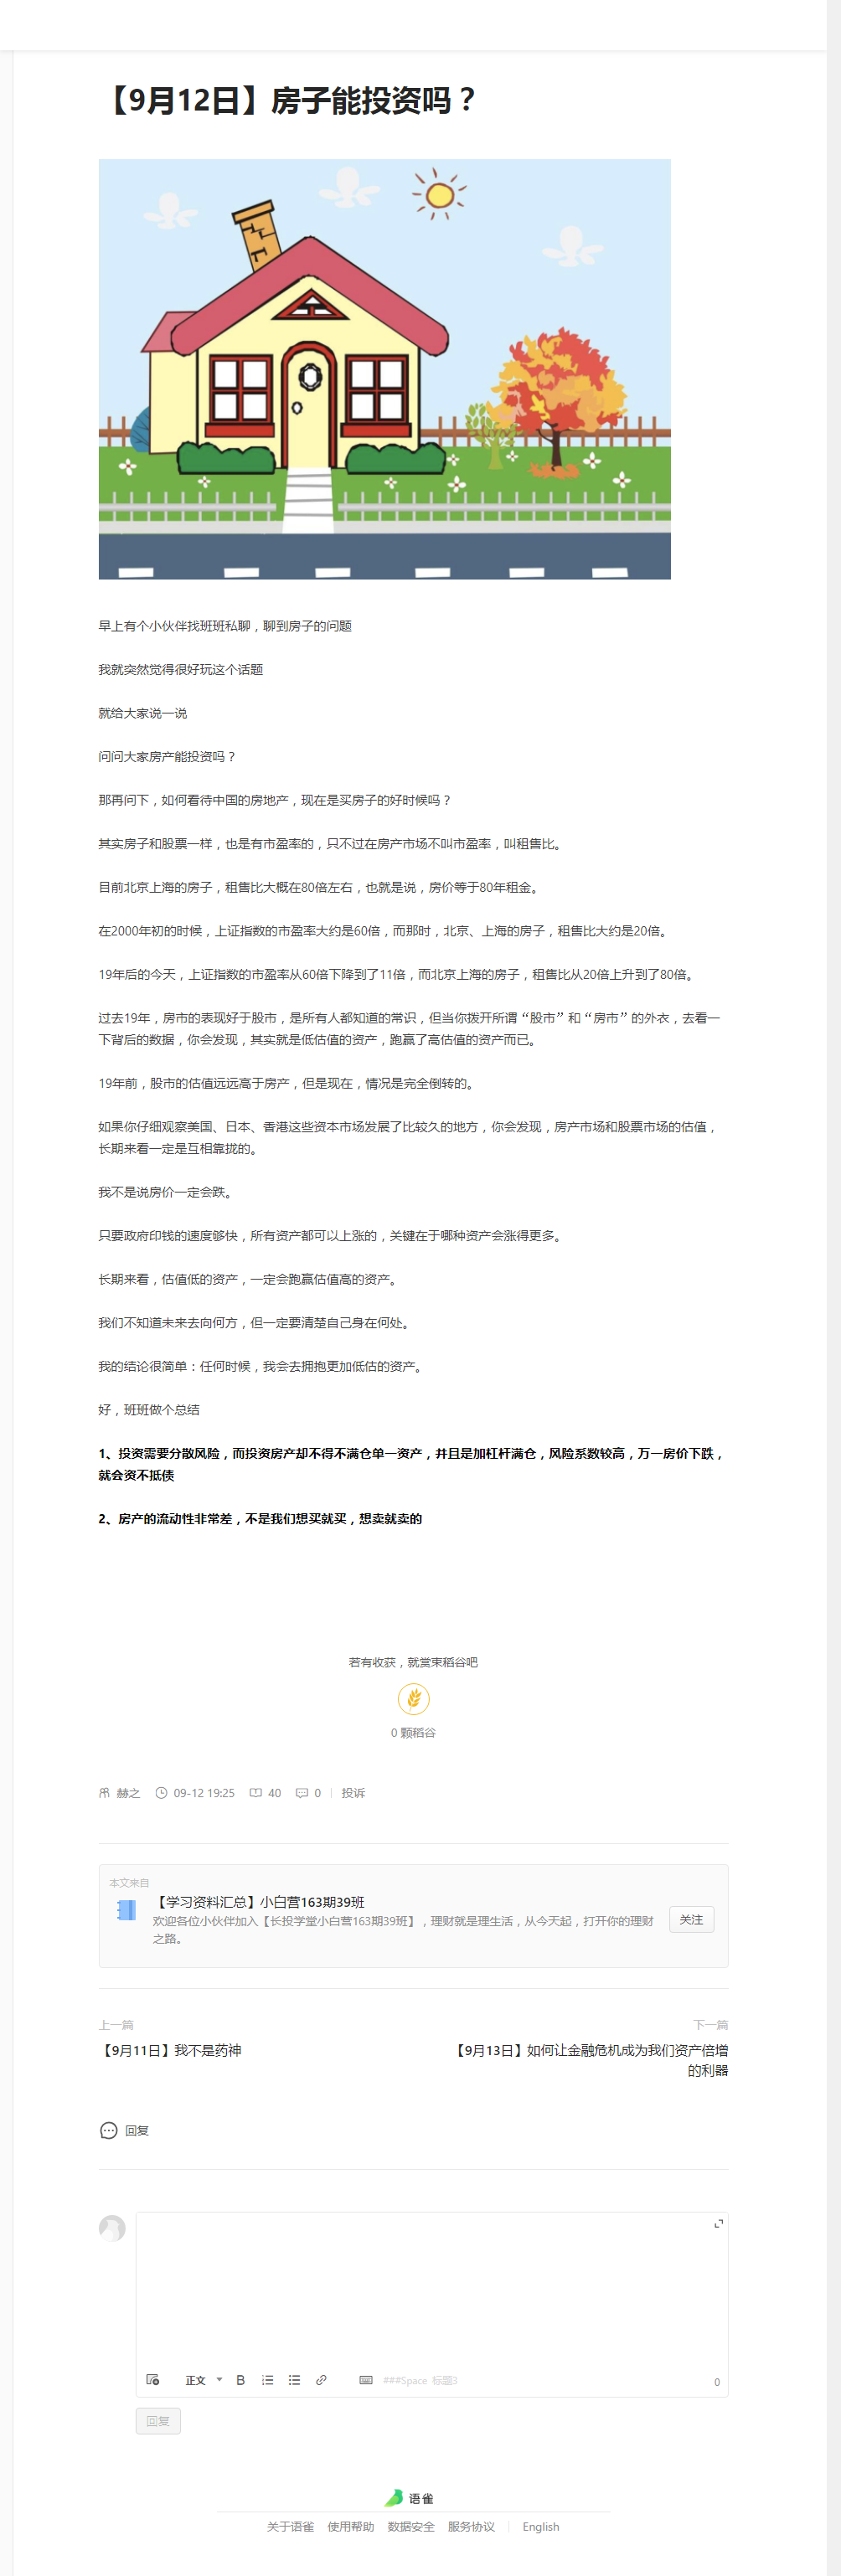 【9月12日】房子能投资吗？
早上有个小伙伴找班班私聊，聊到房子的问题
我就突然觉得很好玩这个话题
就给大家说一说
问问大家房产能投资吗？
那再问下，如何看待中国的房地产，现在是买房子的好时候吗？
其实房子和股票一样，也是有市盈率的，只不过在房产市场不叫市盈率，叫租售比。
目前北京上海的房子，租售比大概在80倍左右，也就是说，房价等于80年租金。
在2000年初的时候，上证指数的市盈率大约是60倍，而那时，北京、上海的房子，租售比大约是20倍。
19年后的今天，上证指数的市盈率从60倍下降到了11倍，而北京上海的房子，租售比从20倍上升到了80倍。
过去19年，房市的表现好于股市，是所有人都知道的常识，但当你拨开所谓“股市”和“房市”的外衣，去看一
下背后的数据，你会发现，其实就是低估值的资产，跑赢了高估值的资产而已。
19年前，股市的估值远远高于房产，但是现在，情况是完全倒转的。
如果你仔细观察美国、日本、香港这些资本市场发展了比较久的地方，你会发现，房产市场和股票市场的估值，
长期来看一定是互相靠拢的。
我不是说房价一定会跌。
只要政府印钱的速度够快，所有资产都可以上涨的，关键在于哪种资产会涨得更多。
长期来看，估值低的资产，一定会跑赢估值高的资产。
我们不知道未来去向何方，但一定要清楚自己身在何处。
我的结论很简单：任何时候，我会去拥抱更加低估的资产。
好，班班做个总结
1、投资需要分散风险，而投资房产却不得不满仓单一资产，并且是加杠杆满仓，风险系数较高，万一房价下跌，
就会资不抵债
2、房产的流动性非常差，不是我们想买就买，想卖就卖的
若有收获，就赏束稻谷吧
0 颗稻谷
赫之 09-12 19:25 40 0 投诉
本文来自
【学习资料汇总】小白营163期39班
欢迎各位小伙伴加入【长投学堂小白营163期39班】，理财就是理生活，从今天起，打开你的理财
之路。
关注
上一篇 下一篇
【9月11日】我不是药神 【9月13日】如何让金融危机成为我们资产倍增
的利器
回复
正文 B ###Space 标题3 0
回复
语雀
关于语雀 使用帮助 数据安全 服务协议 English